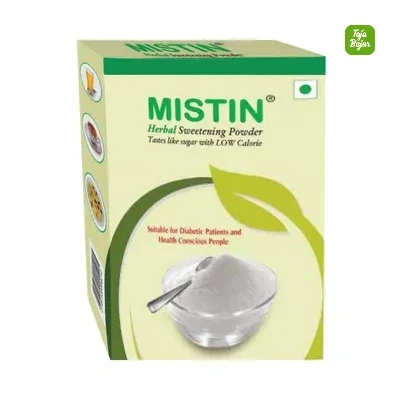 Taja
Bajar
MISTIN®
Herbal Sweetening Powder
Tastes like sugar with LOW Calorie
Suitable for Diabetic Patients and
Health Conscious People